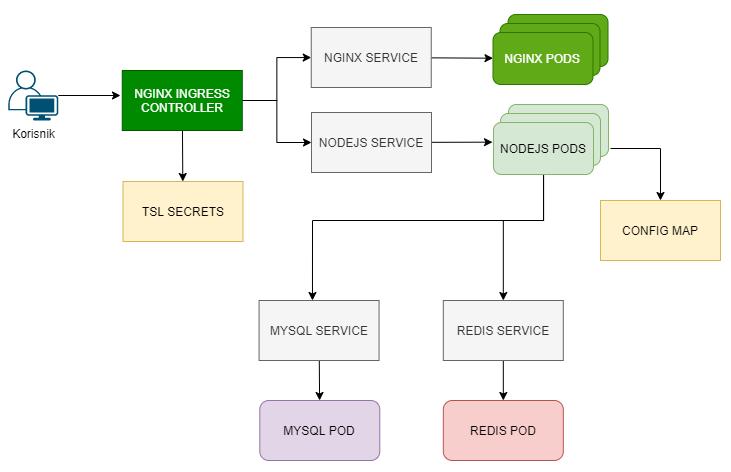 NGINX SERVICE
NGINX PODS
NGINX INGRESS
CONTROLLER
Korisnik
NODEJS SERVICE
NODEJS PODS
TSL SECRETS
CONFIG MAP
MYSQL SERVICE
REDIS SERVICE
MYSQL POD
REDIS POD